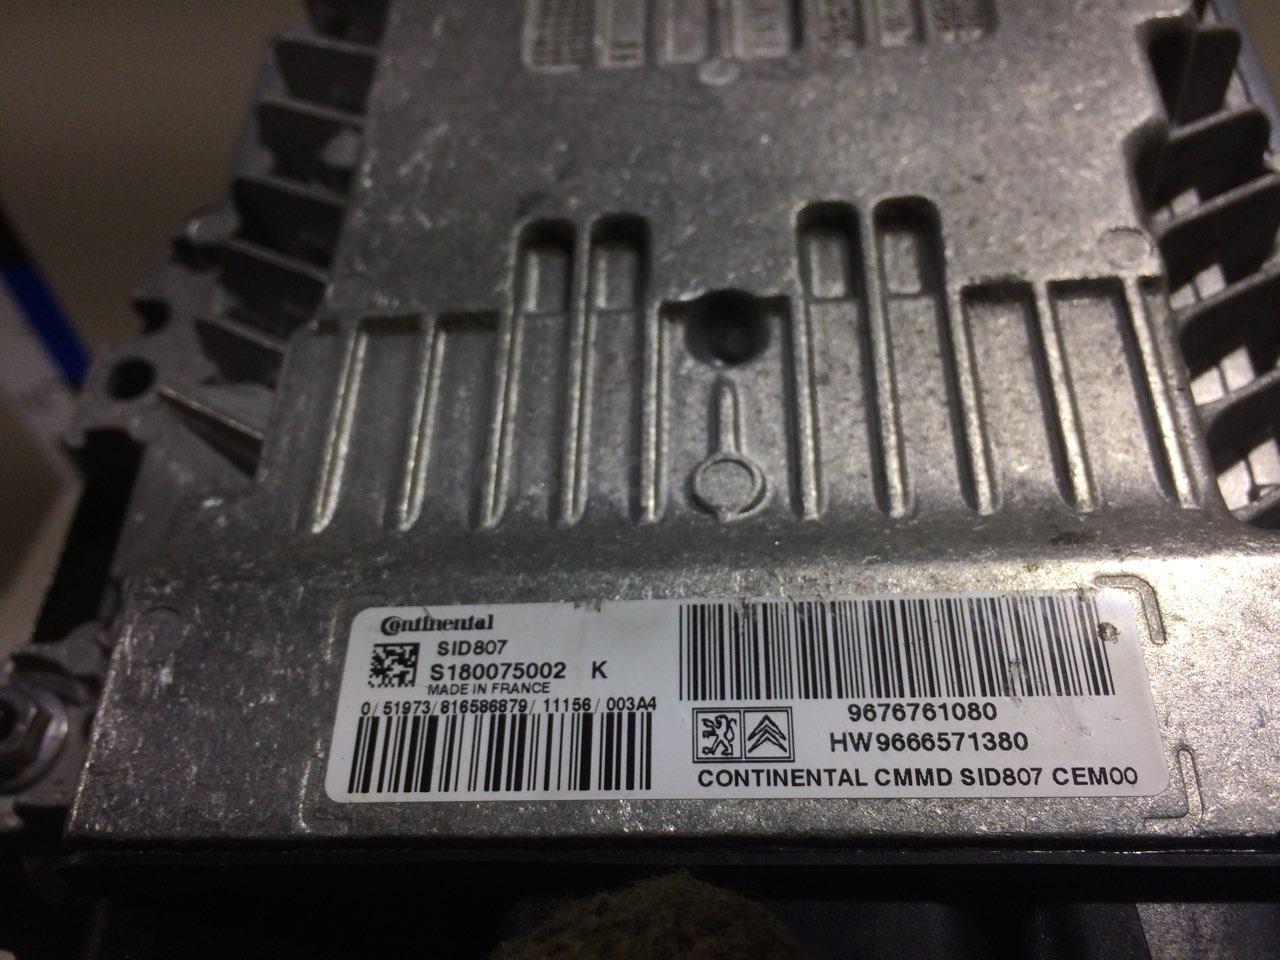 Continental
SID807
S180075002 K
MADE IN FRANCE
0/51973/816586879/11156/003A4
9676761080
HW9666571380
CONTINENTAL CMMD SID807 CEM00